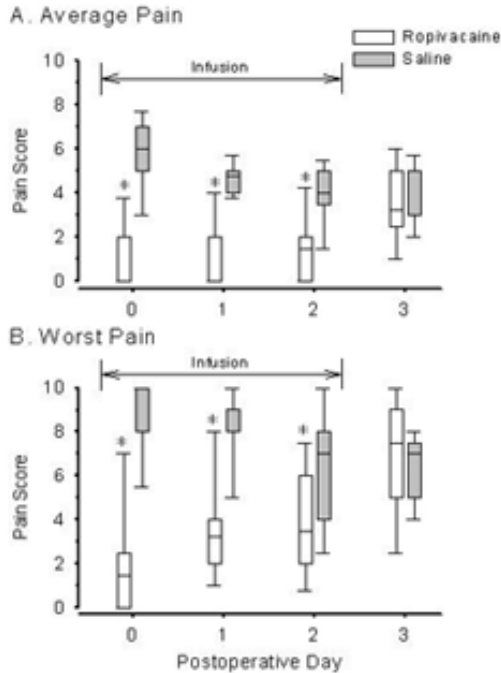 A. Average Pain
Ropivacaine
Saline
Infusion
10
8
6
4
2
0
Pain Score
*
*
*
0 1 2 3
B. Worst Pain
Infusion
10
8
6
4
2
0
Pain Score
*
*
*
0 1 2 3
Postoperative Day